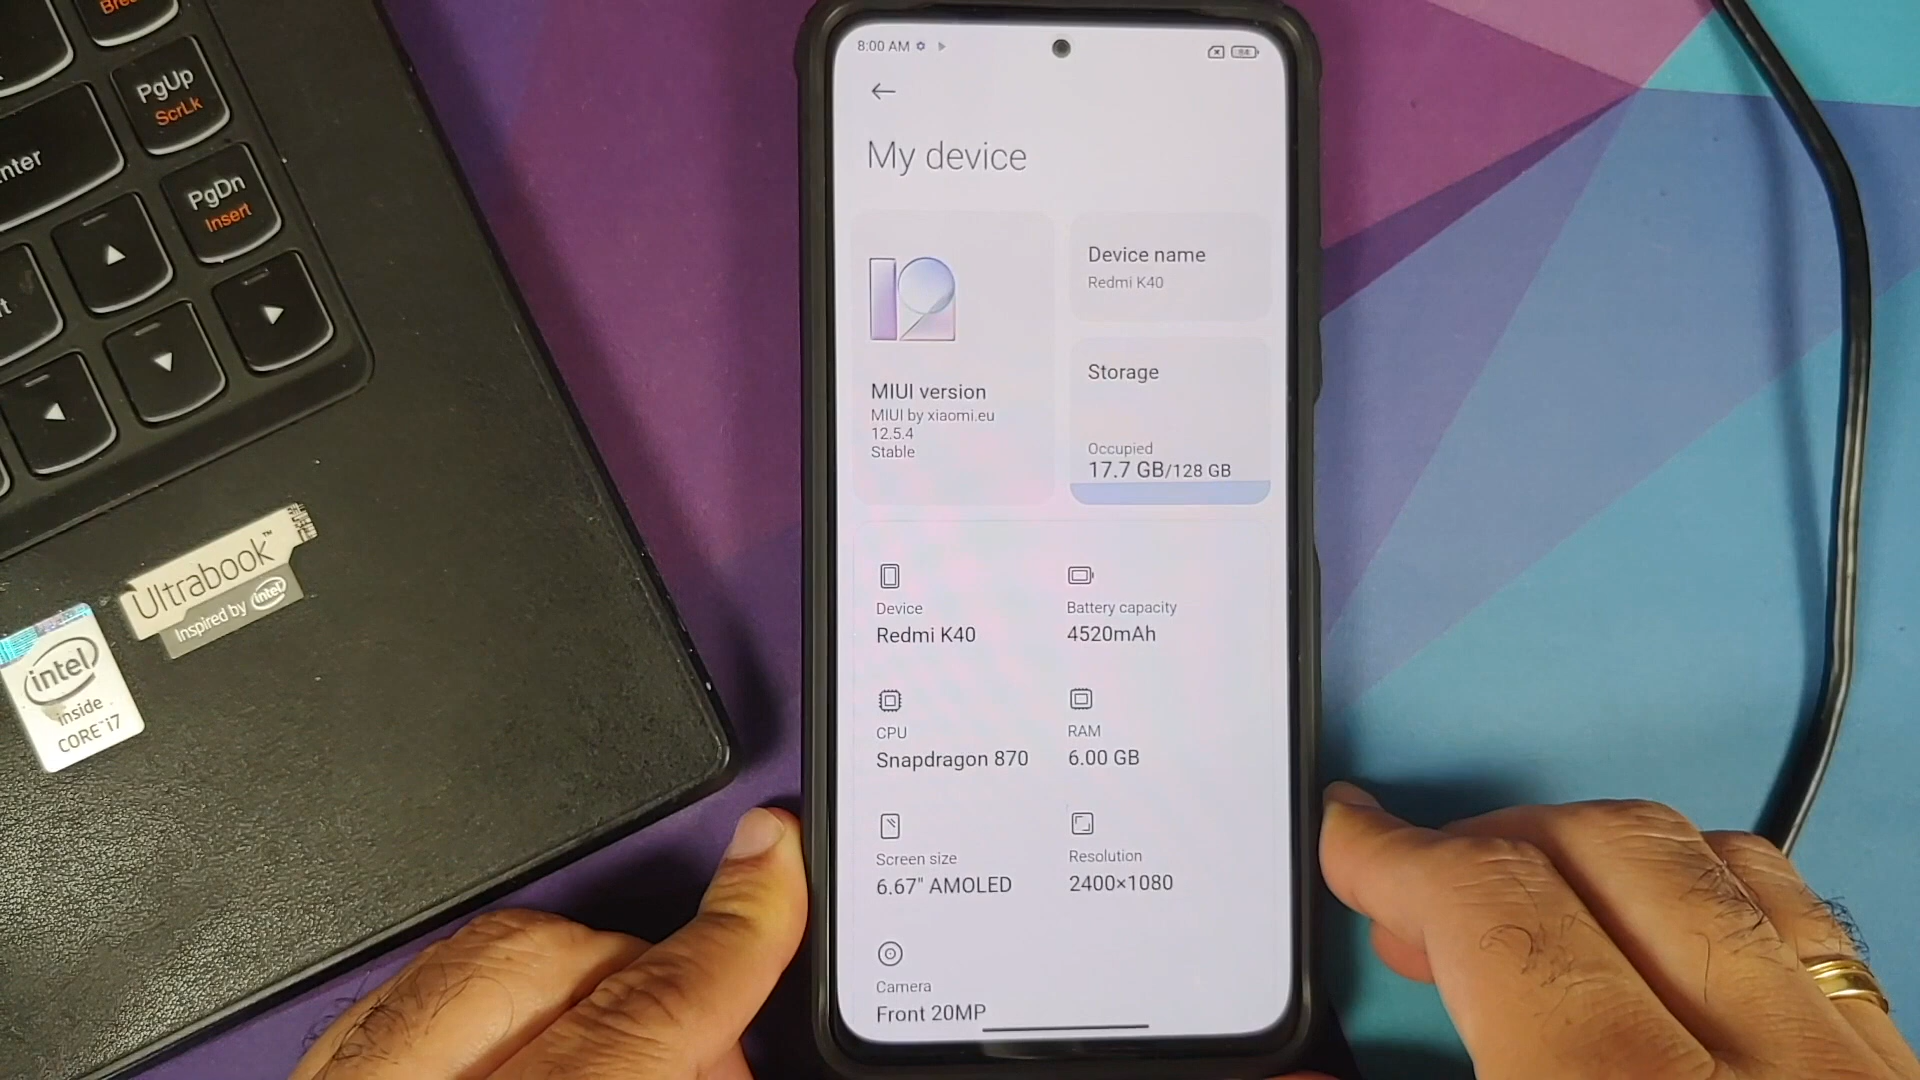 PgUp
ScrLk
PgDn
Insert
Ultrabook™
Inspired by intel
intel
inside
CORE i7
8:00 AM
My device
MIUI version
MIUI by xiaomi.eu
12.5.4
Stable
Device name
Redmi K40
Storage
Occupied
17.7 GB/128 GB
Device
Redmi K40
Battery capacity
4520mAh
CPU
Snapdragon 870
RAM
6.00 GB
Screen size
6.67" AMOLED
Resolution
2400×1080
Camera
Front 20MP